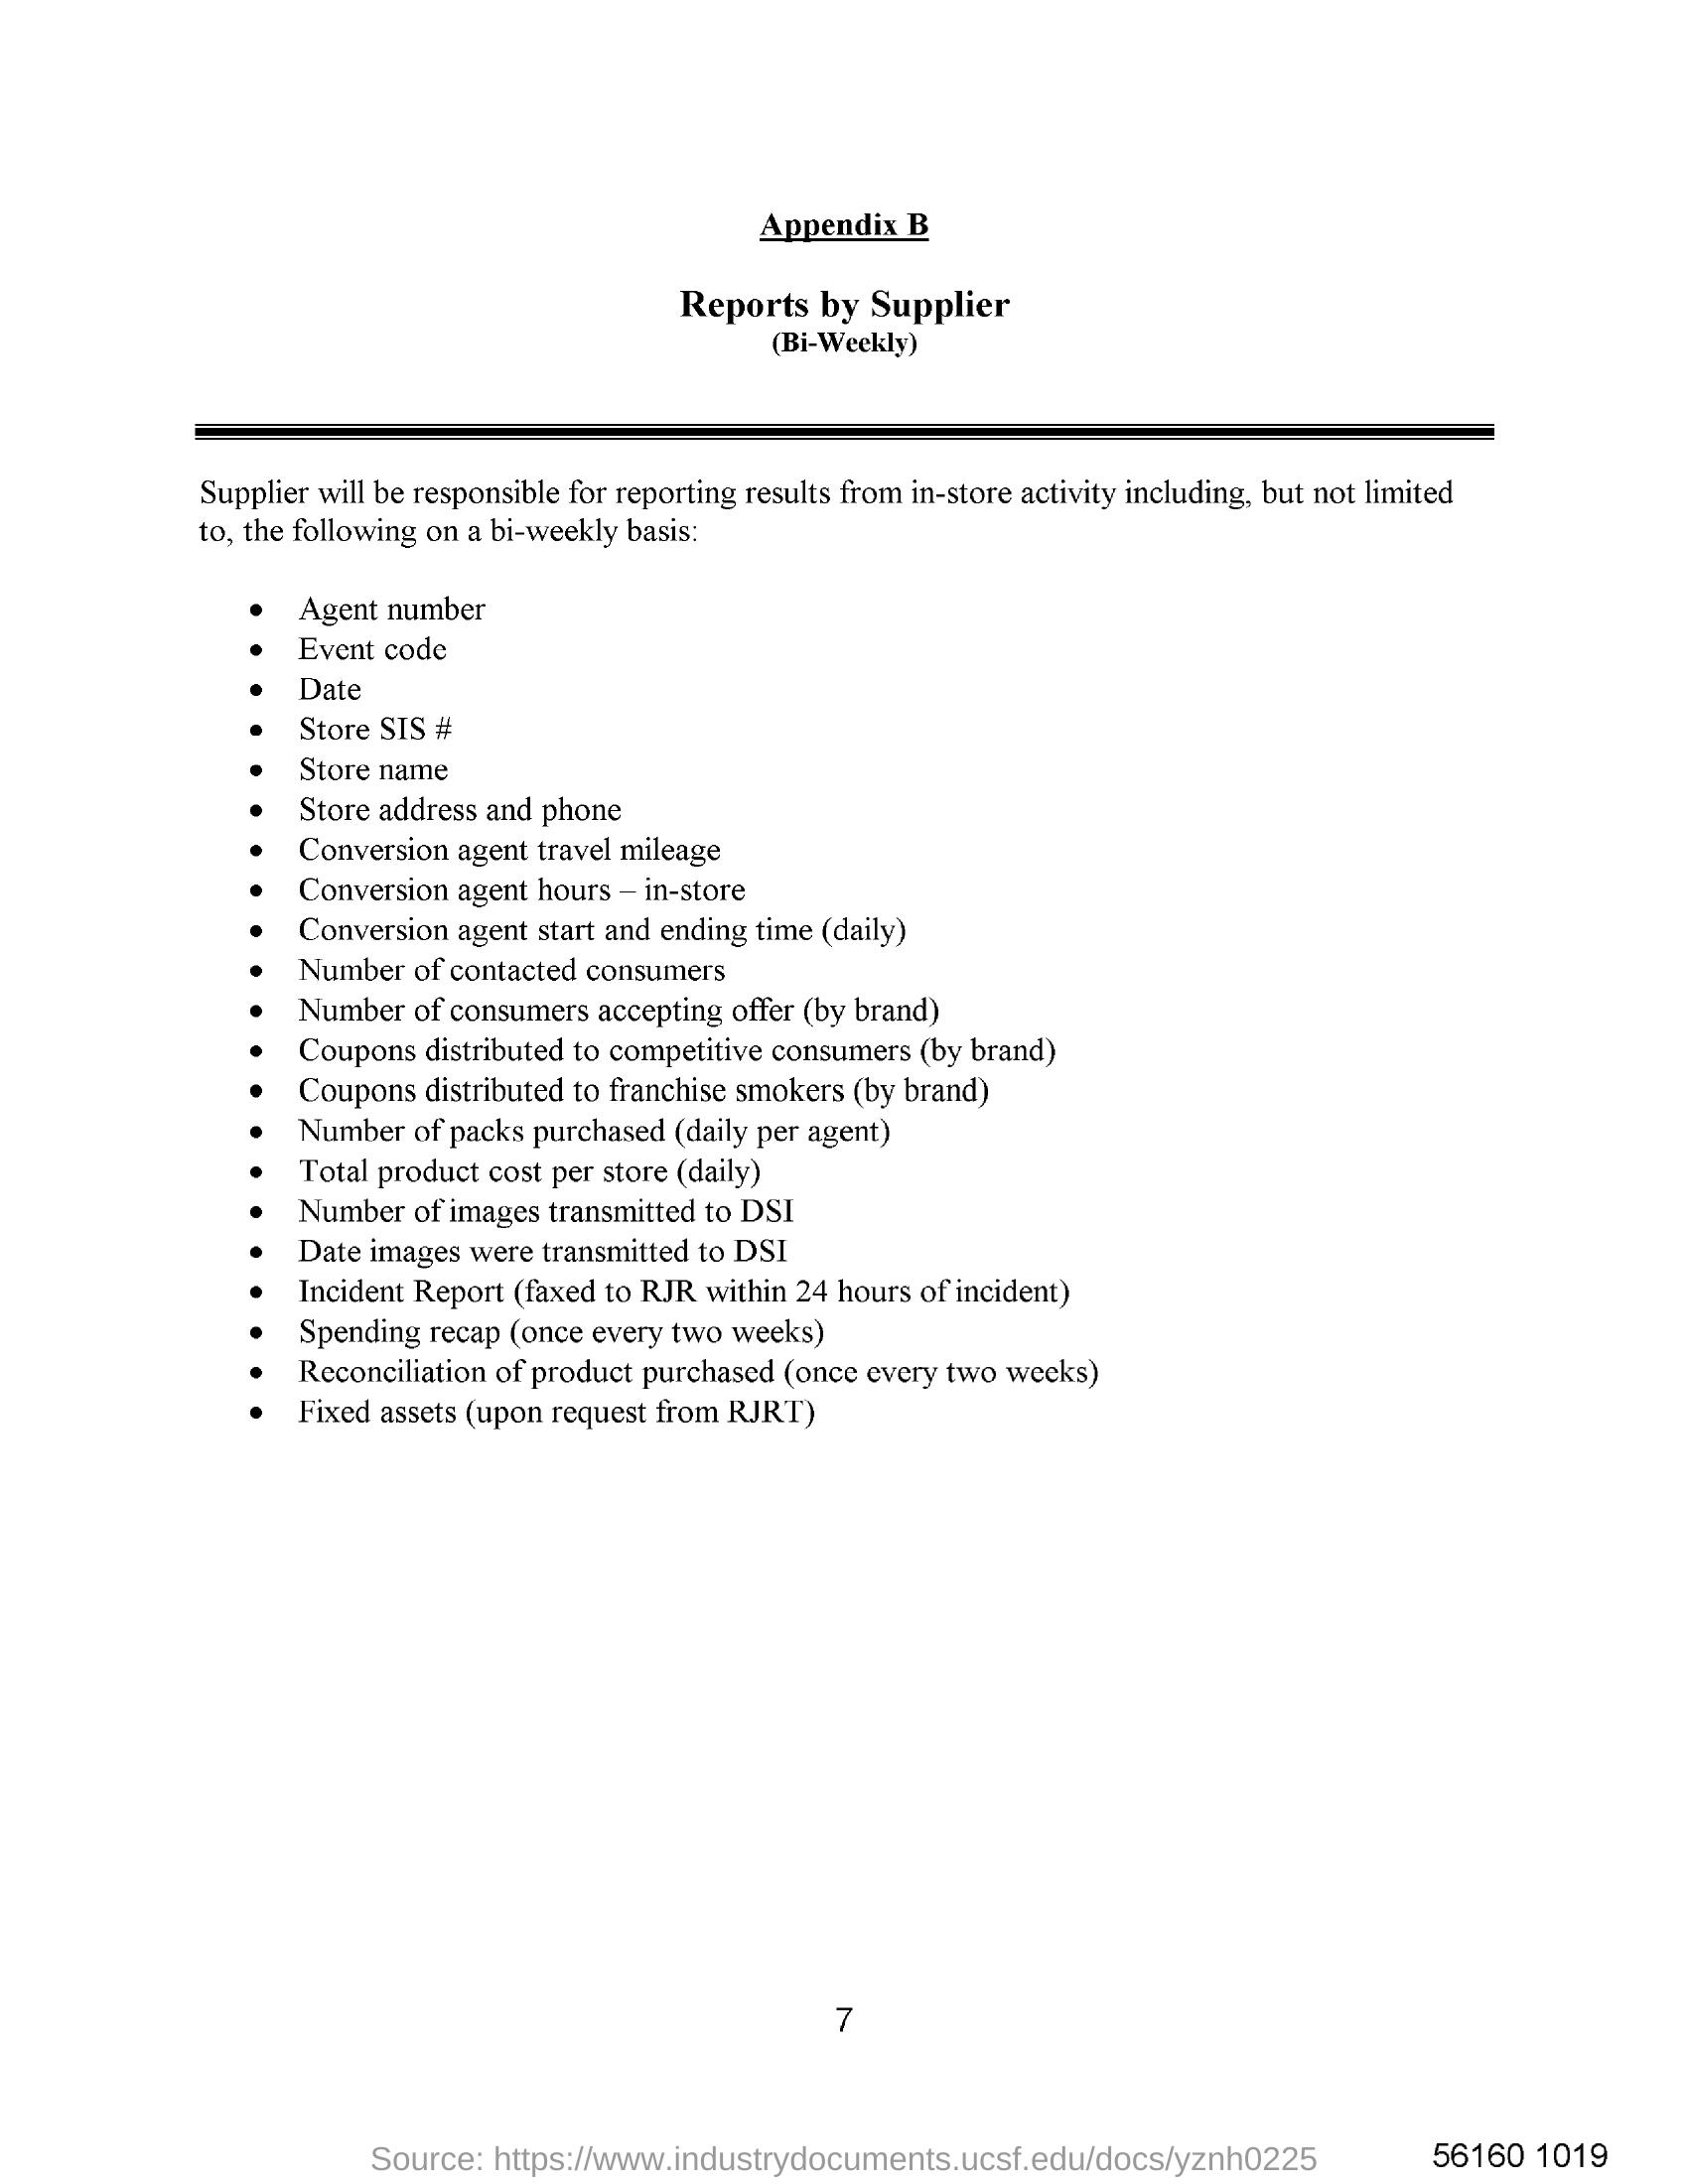 Appendix B
Reports by Supplier
(Bi-Weekly)
Supplier will be responsible for reporting results from in-store activity including, but not limited
to, the following on a bi-weekly basis:
• Agent number
• Event code
• Date
• Store SIS #
• Store name
• Store address and phone
• Conversion agent travel mileage
• Conversion agent hours – in-store
• Conversion agent start and ending time (daily)
• Number of contacted consumers
• Number of consumers accepting offer (by brand)
• Coupons distributed to competitive consumers (by brand)
• Coupons distributed to franchise smokers (by brand)
• Number of packs purchased (daily per agent)
• Total product cost per store (daily)
• Number of images transmitted to DSI
• Date images were transmitted to DSI
• Incident Report (faxed to RJR within 24 hours of incident)
• Spending recap (once every two weeks)
• Reconciliation of product purchased (once every two weeks)
• Fixed assets (upon request from RJRT)
7
Source: https://www.industrydocuments.ucsf.edu/docs/yznh0225
56160 1019